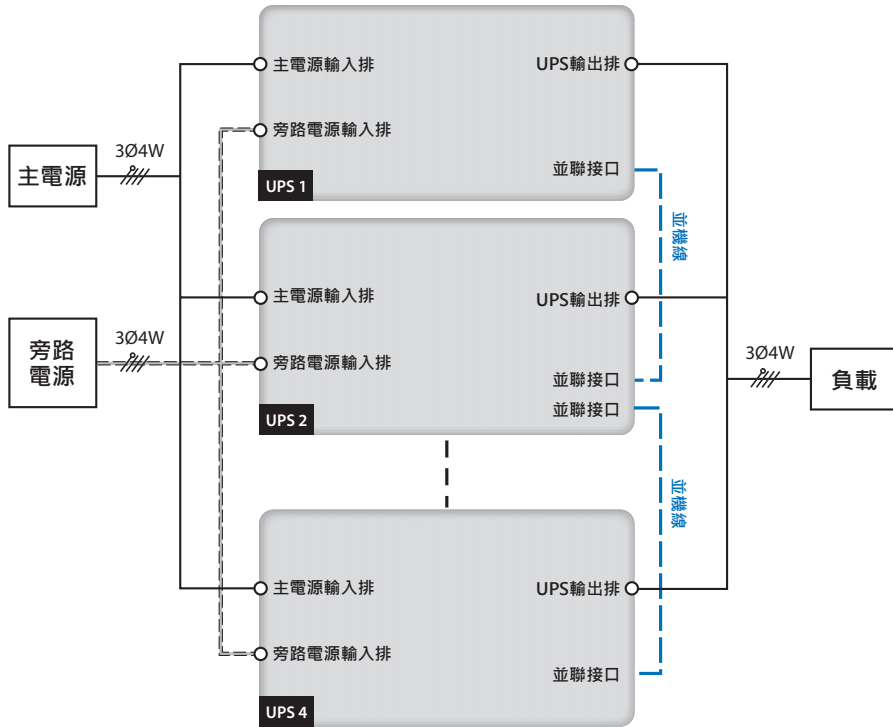 主電源輸入排
UPS輸出排
旁路電源輸入排
並聯接口
UPS 1
3Ø4W
主電源
並機線
主電源輸入排
UPS輸出排
旁路電源輸入排
並聯接口
並聯接口
UPS 2
3Ø4W
旁路
電源
3Ø4W
負載
並機線
主電源輸入排
UPS輸出排
旁路電源輸入排
並聯接口
UPS 4